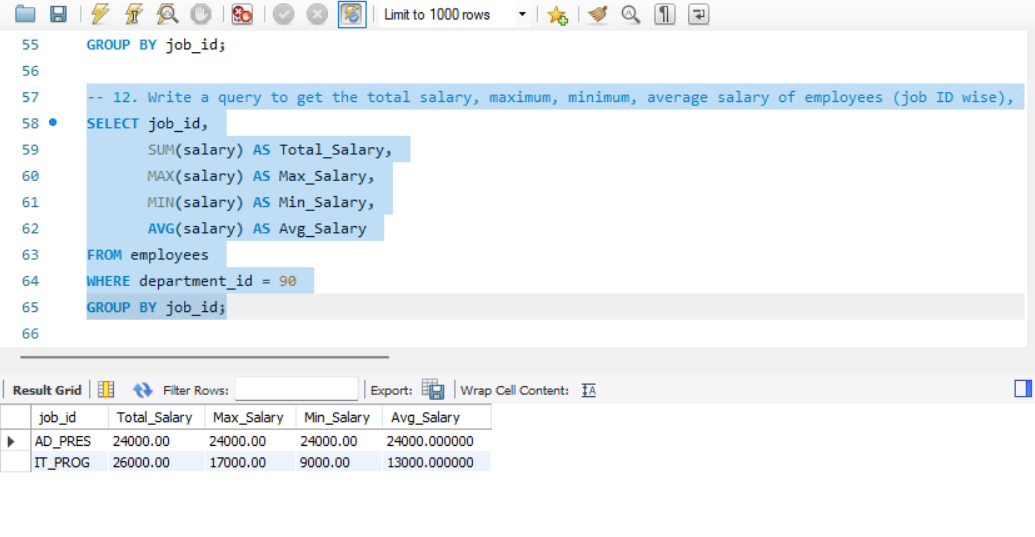 Limit to 1000 rows
55 GROUP BY job_id;
56
57 -- 12. Write a query to get the total salary, maximum, minimum, average salary of employees (job ID wise),
58 SELECT job_id,
59 SUM(salary) AS Total_Salary,
60 MAX(salary) AS Max_Salary,
61 MIN(salary) AS Min_Salary,
62 AVG(salary) AS Avg_Salary
63 FROM employees
64 WHERE department_id = 90
65 GROUP BY job_id;
66
Result Grid Filter Rows: Export: Wrap Cell Content:
job_id Total_Salary Max_Salary Min_Salary Avg_Salary
AD_PRES 24000.00 24000.00 24000.00 24000.000000
IT_PROG 26000.00 17000.00 9000.00 13000.000000